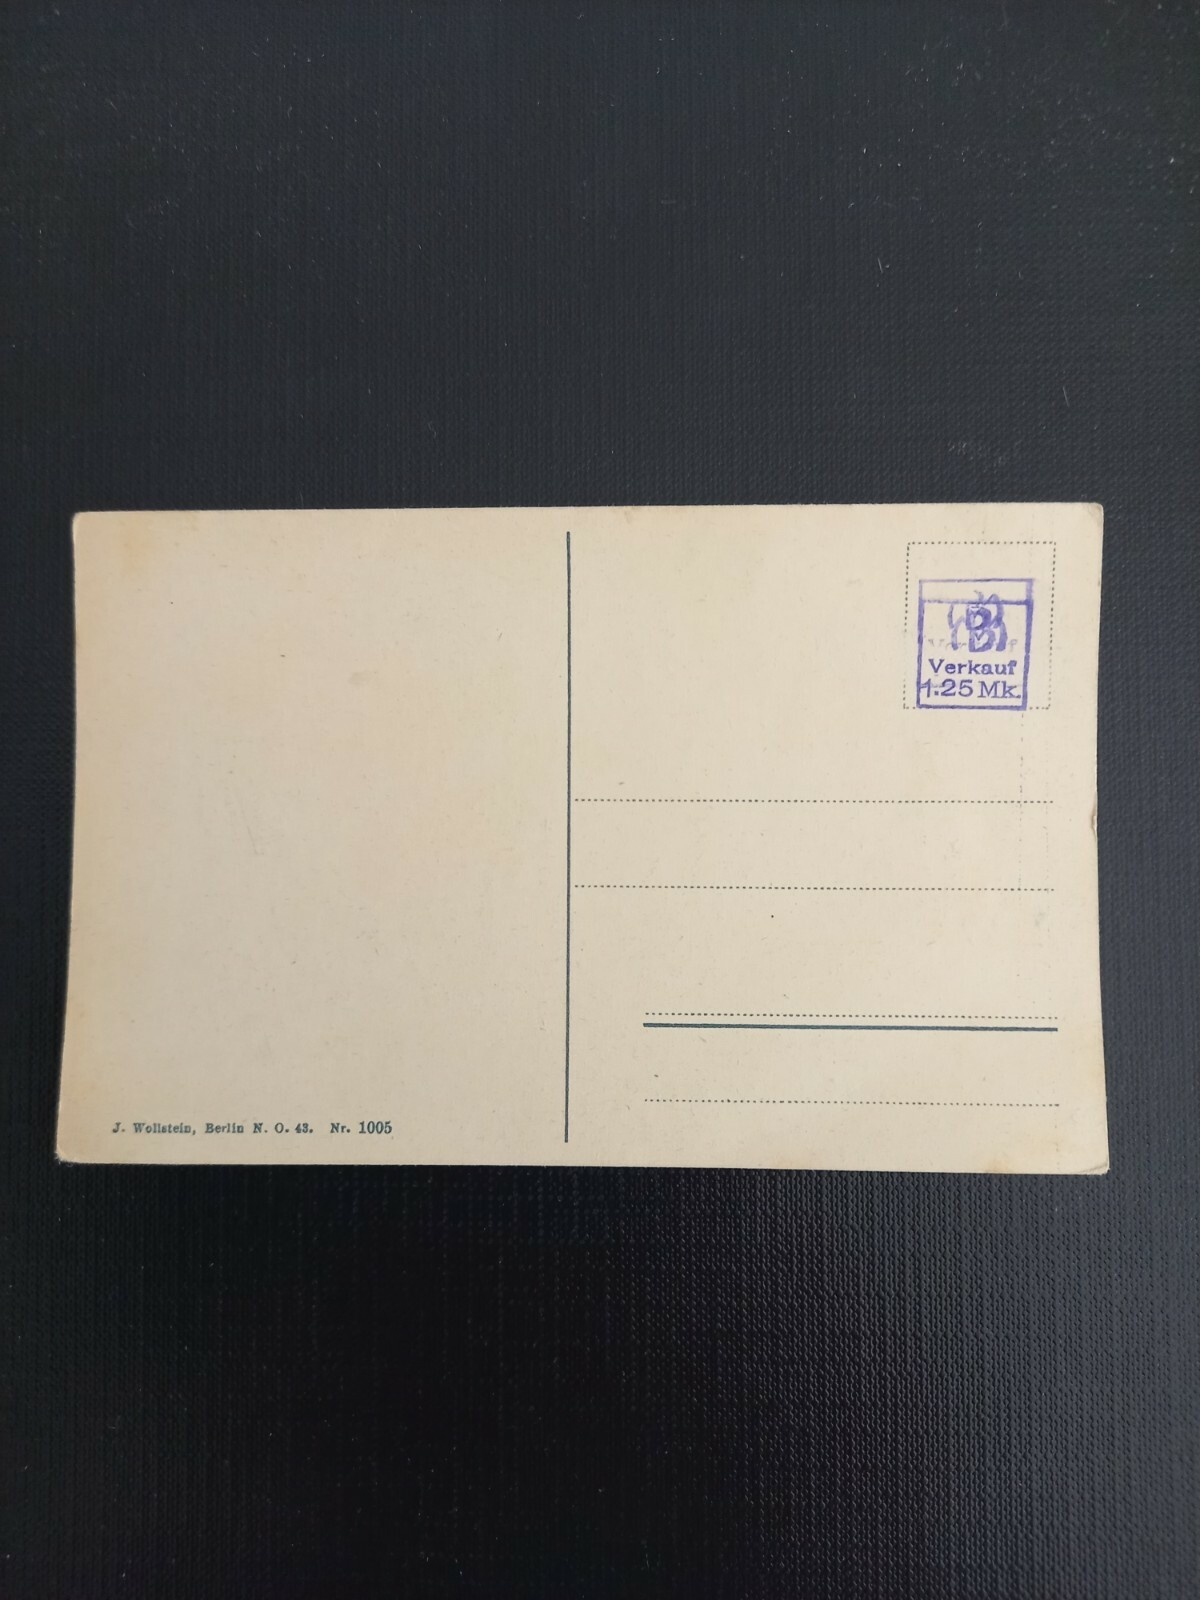 B
Verkauf
1.25 Mk.
J. Wollstein, Berlin N. O. 43. Nr. 1005